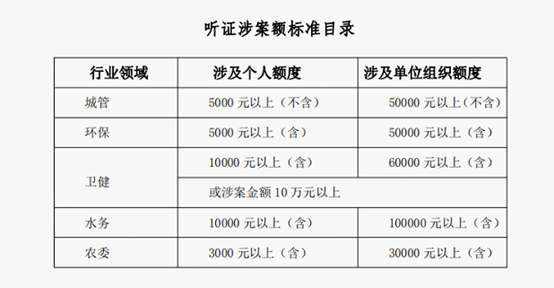 听证涉案额标准目录
行业领域 涉及个人额度 涉及单位组织额度
城管 5000 元以上（不含） 50000 元以上（不含）
环保 5000 元以上（含） 50000 元以上（含）
卫健 10000 元以上（含） 60000 元以上（含）
或涉案金额 10 万元以上
水务 10000 元以上（含） 100000 元以上（含）
农委 3000 元以上（含） 30000 元以上（含）